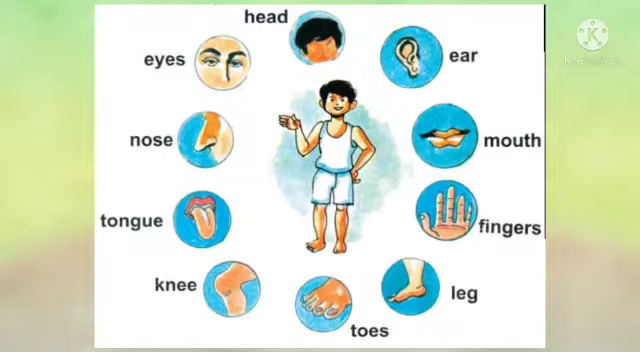 head
eyes
ear
nose
mouth
tongue
fingers
knee
leg
toes